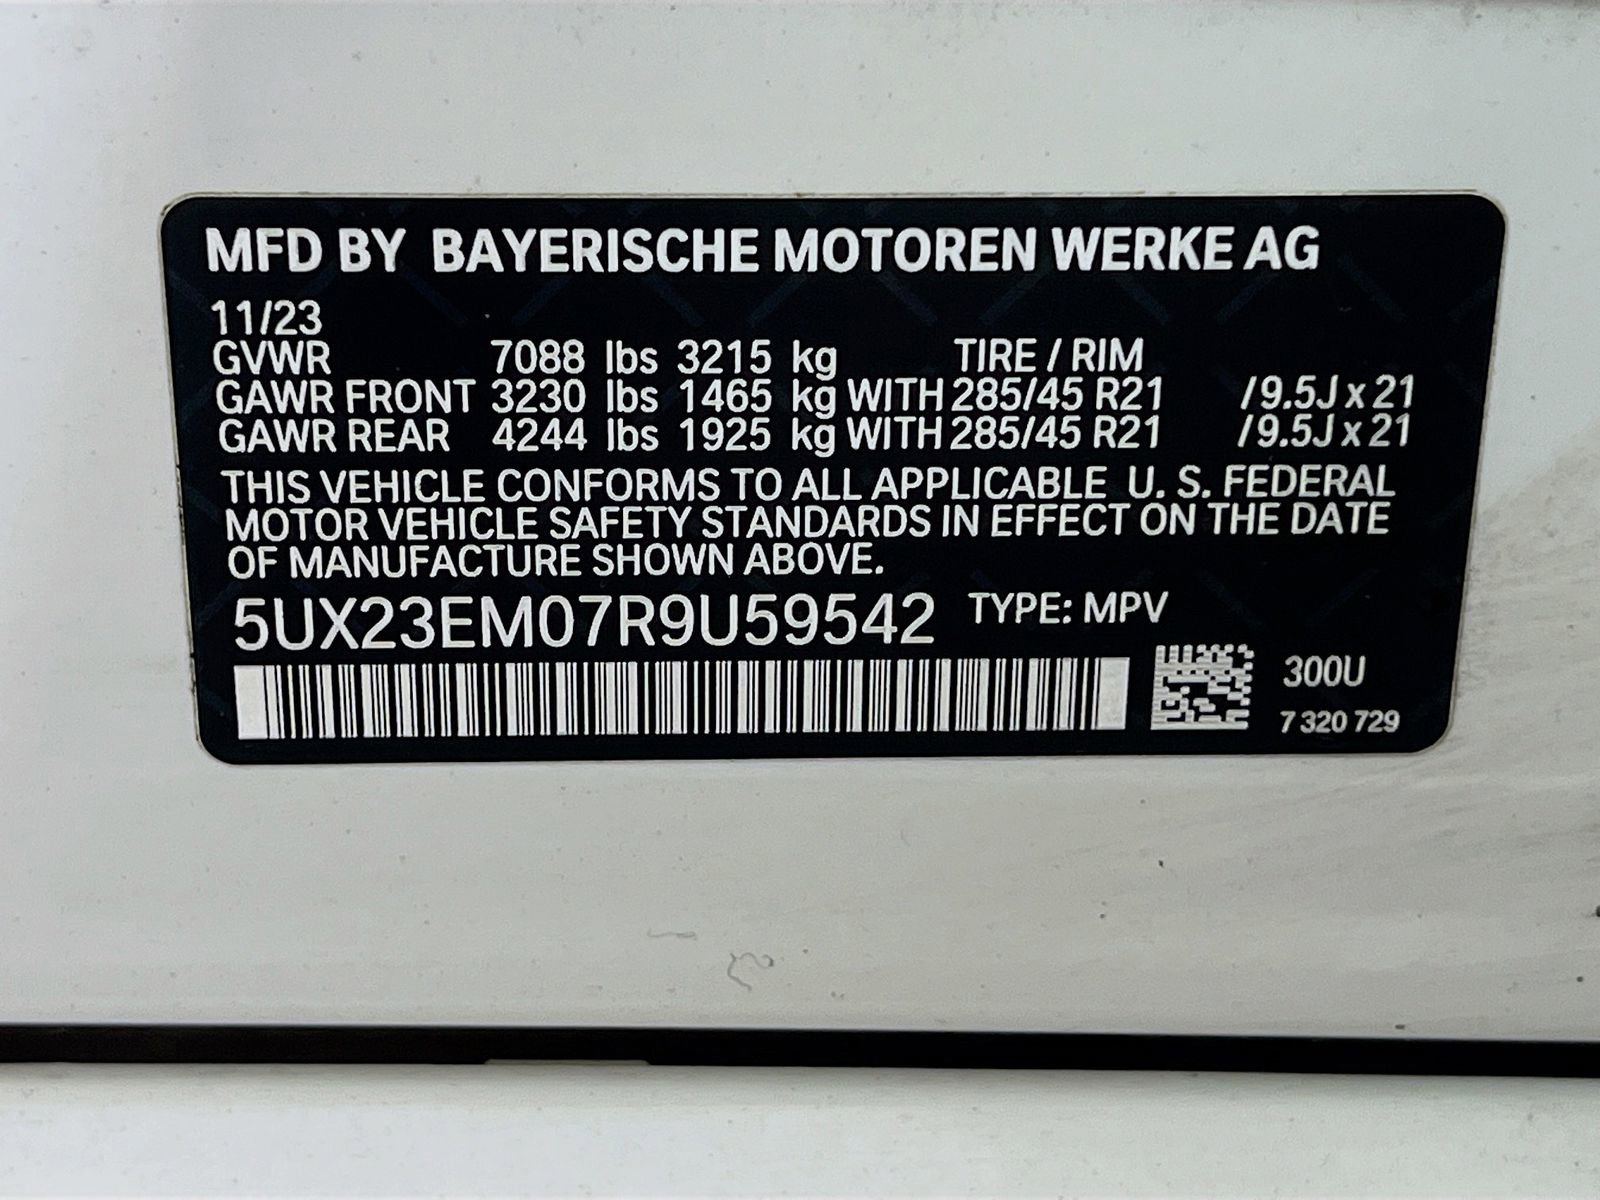 MFD BY BAYERISCHE MOTOREN WERKE AG
11/23
GVWR 7088 lbs 3215 kg TIRE / RIM
GAWR FRONT 3230 lbs 1465 kg WITH 285/45 R21 /9.5J x 21
GAWR REAR 4244 lbs 1925 kg WITH 285/45 R21 /9.5J x 21
THIS VEHICLE CONFORMS TO ALL APPLICABLE U. S. FEDERAL
MOTOR VEHICLE SAFETY STANDARDS IN EFFECT ON THE DATE
OF MANUFACTURE SHOWN ABOVE.
5UX23EM07R9U59542 TYPE: MPV
300U
7 320 729